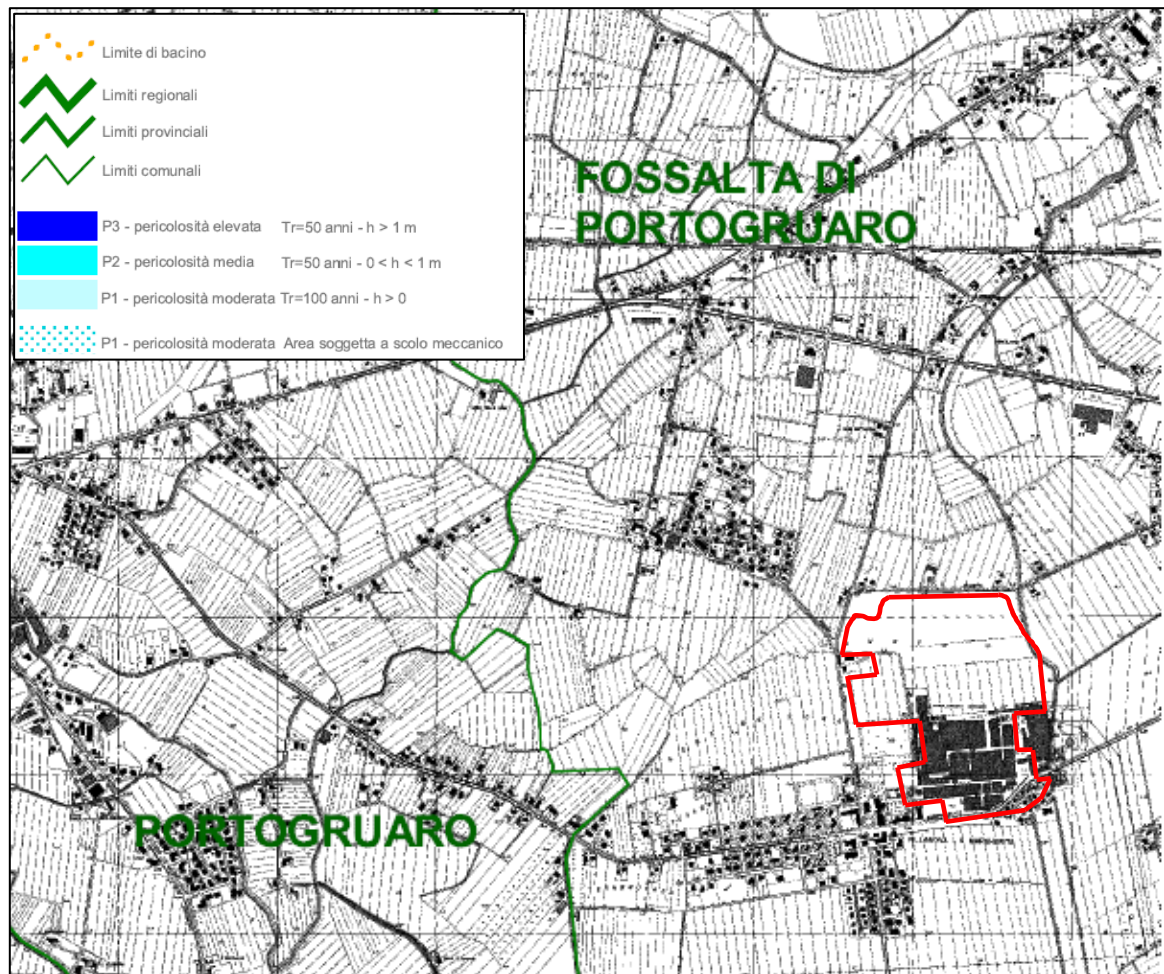 Limite di bacino
Limiti regionali
Limiti provinciali
Limiti comunali
P3 - pericolosità elevata Tr=50 anni - h > 1 m
P2 - pericolosità media Tr=50 anni - 0 < h < 1 m
P1 - pericolosità moderata Tr=100 anni - h > 0
P1 - pericolosità moderata Area soggetta a scolo meccanico
FOSSALTA DI
PORTOGRUARO
PORTOGRUARO